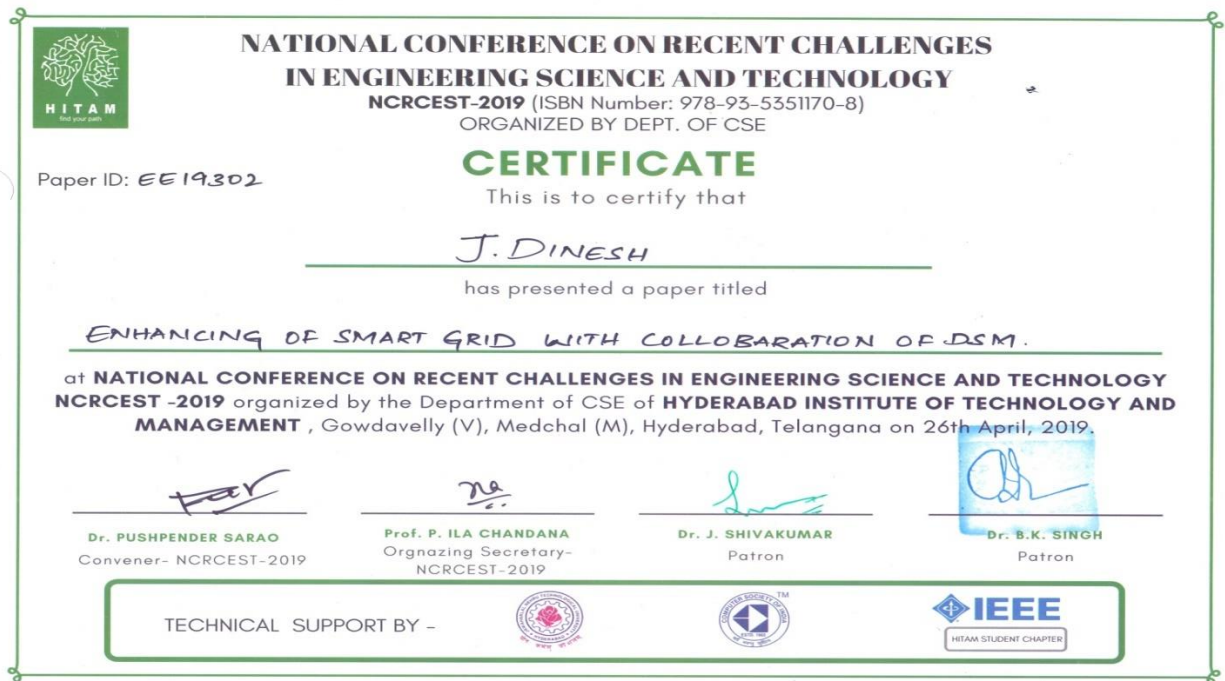 HITAM
find your path
NATIONAL CONFERENCE ON RECENT CHALLENGES
IN ENGINEERING SCIENCE AND TECHNOLOGY
NCRCEST-2019 (ISBN Number: 978-93-5351170-8)
ORGANIZED BY DEPT. OF CSE
CERTIFICATE
Paper ID: EE19302
This is to certify that
J. DINESH
has presented a paper titled
ENHANCING OF SMART GRID WITH COLLOBARATION OF DSM.
at NATIONAL CONFERENCE ON RECENT CHALLENGES IN ENGINEERING SCIENCE AND TECHNOLOGY
NCRCEST -2019 organized by the Department of CSE of HYDERABAD INSTITUTE OF TECHNOLOGY AND
MANAGEMENT , Gowdavelly (V), Medchal (M), Hyderabad, Telangana on 26th April, 2019.
Dr. PUSHPENDER SARAO
Convener- NCRCEST-2019
Prof. P. ILA CHANDANA
Orgnazing Secretary-
NCRCEST-2019
Dr. J. SHIVAKUMAR
Patron
Dr. B.K. SINGH
Patron
TECHNICAL SUPPORT BY -
COMPUTER SOCIETY OF INDIA
TM
IEEE
HITAM STUDENT CHAPTER